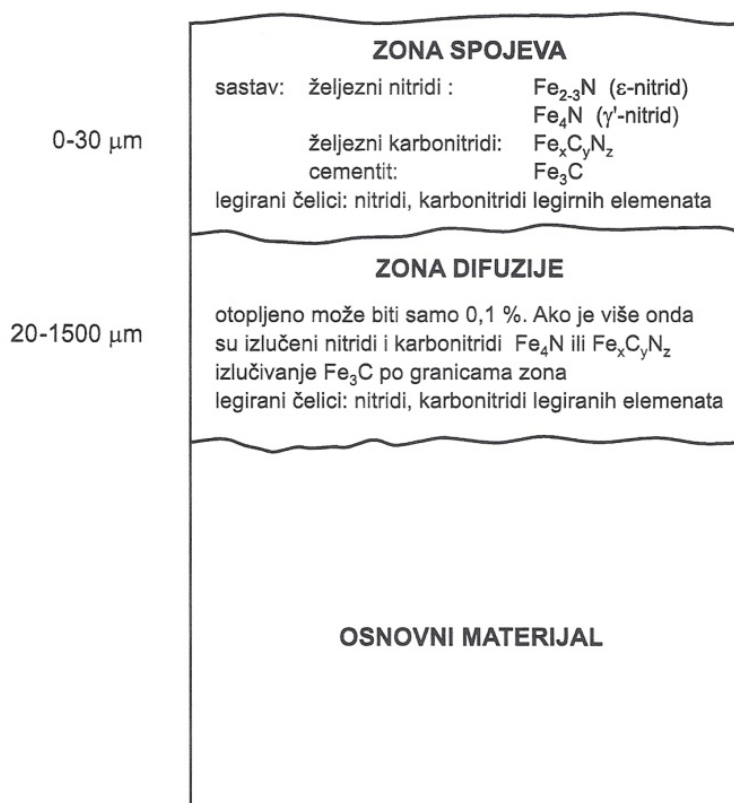 ZONA SPOJEVA
sastav: željezni nitridi : Fe₂₋₃N (ε-nitrid)
Fe₄N (γ'-nitrid)
0-30 μm
željezni karbonitridi: FeₓC_yN_z
cementit: Fe₃C
legirani čelici: nitridi, karbonitridi legirnih elemenata
ZONA DIFUZIJE
20-1500 μm
otopljeno može biti samo 0,1 %. Ako je više onda
su izlučeni nitridi i karbonitridi Fe₄N ili FeₓC_yN_z
izlučivanje Fe₃C po granicama zona
legirani čelici: nitridi, karbonitridi legiranih elemenata
OSNOVNI MATERIJAL